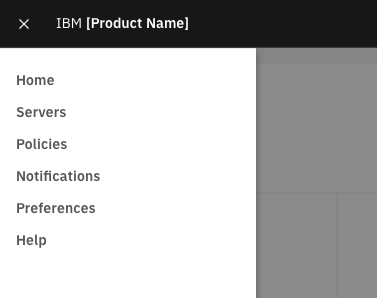 IBM [Product Name]
Home
Servers
Policies
Notifications
Preferences
Help